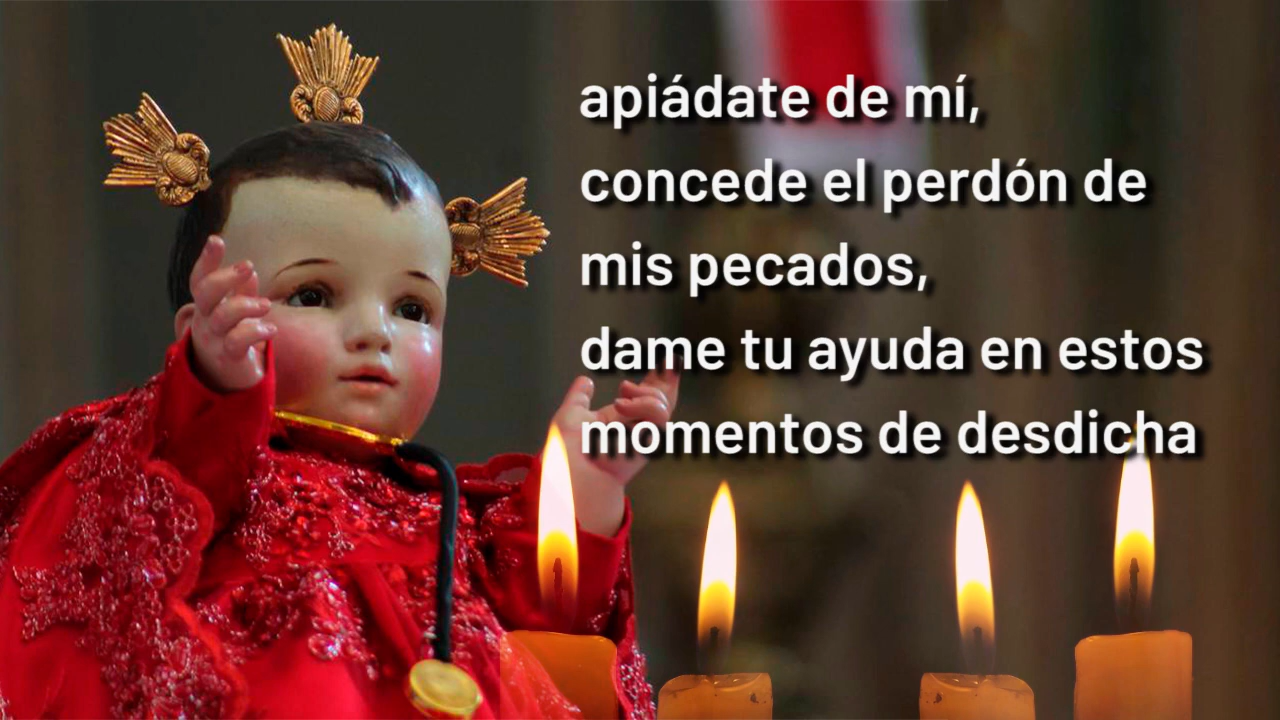 apiádate de mí,
concede el perdón de
mis pecados,
dame tu ayuda en estos
momentos de desdicha